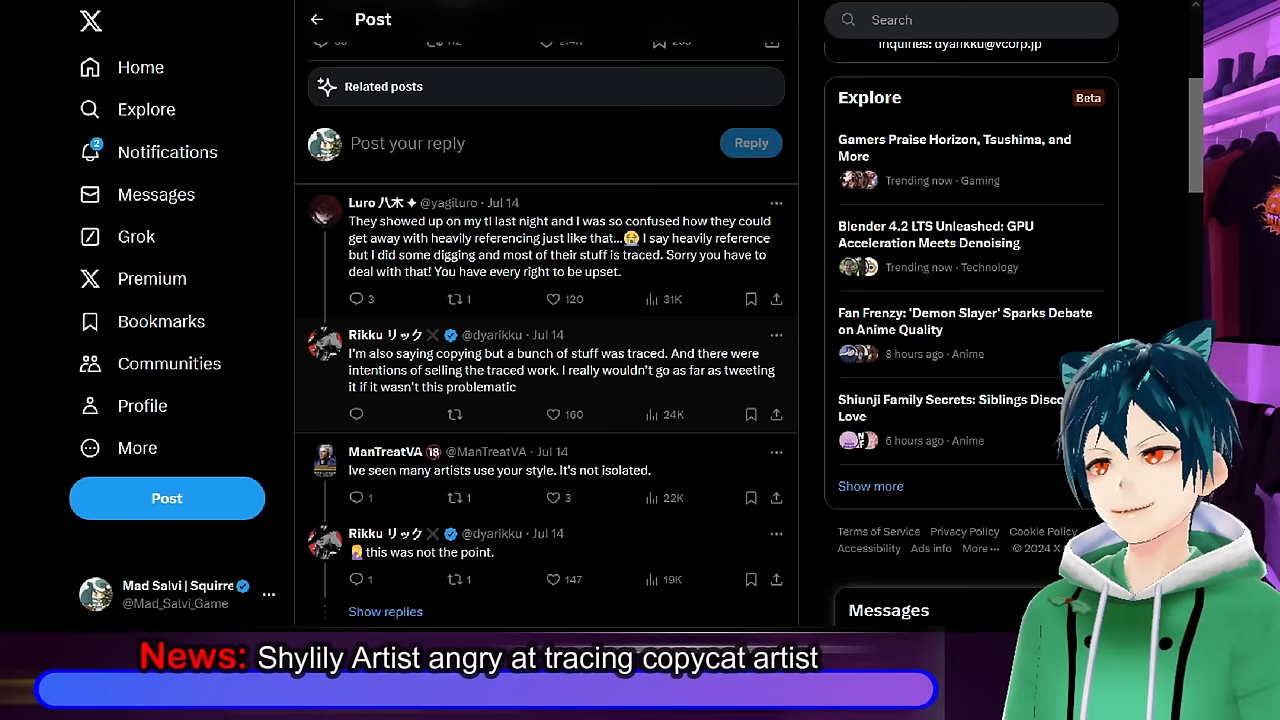 Post
Search
33
112
2.4K
263
inquiries: dyarikku@vcorp.jp
Home
Explore
2
Notifications
Messages
Grok
Premium
Bookmarks
Communities
Profile
More
Post
Mad Salvi | Squirre
@Mad_Salvi_Game
Related posts
Post your reply
Reply
Luro 八木 ✦ @yagiluro · Jul 14
They showed up on my tl last night and I was so confused how they could
get away with heavily referencing just like that...😭 I say heavily reference
but I did some digging and most of their stuff is traced. Sorry you have to
deal with that! You have every right to be upset.
3 1 120 31K
Rikku リック @dyarikku · Jul 14
I'm also saying copying but a bunch of stuff was traced. And there were
intentions of selling the traced work. I really wouldn't go as far as tweeting
it if it wasn't this problematic
160 24K
ManTreatVA 🔞 @ManTreatVA · Jul 14
Ive seen many artists use your style. It's not isolated.
1 1 3 22K
Rikku リック @dyarikku · Jul 14
🤦‍♀️ this was not the point.
1 1 147 19K
Show replies
Explore
Beta
Gamers Praise Horizon, Tsushima, and
More
Trending now · Gaming
Blender 4.2 LTS Unleashed: GPU
Acceleration Meets Denoising
Trending now · Technology
Fan Frenzy: 'Demon Slayer' Sparks Debate
on Anime Quality
8 hours ago · Anime
Shiunji Family Secrets: Siblings Disco
Love
6 hours ago · Anime
Show more
Terms of Service Privacy Policy Cookie Policy
Accessibility Ads info More ··· © 2024 X
Messages
News: Shylily Artist angry at tracing copycat artist